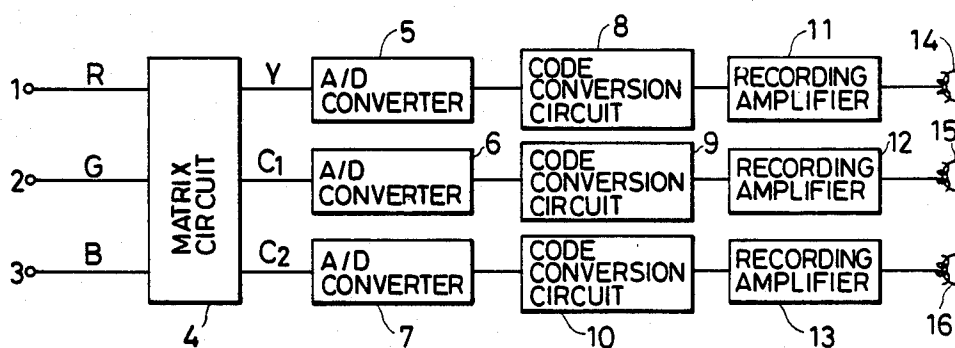 5
8
11
14
1
R
MATRIX
CIRCUIT
Y
A/D
CONVERTER
CODE
CONVERSION
CIRCUIT
RECORDING
AMPLIFIER
2
G
C1
A/D
CONVERTER
6
CODE
CONVERSION
CIRCUIT
9
RECORDING
AMPLIFIER
12
15
3
B
C2
A/D
CONVERTER
CODE
CONVERSION
CIRCUIT
RECORDING
AMPLIFIER
4
7
10
13
16